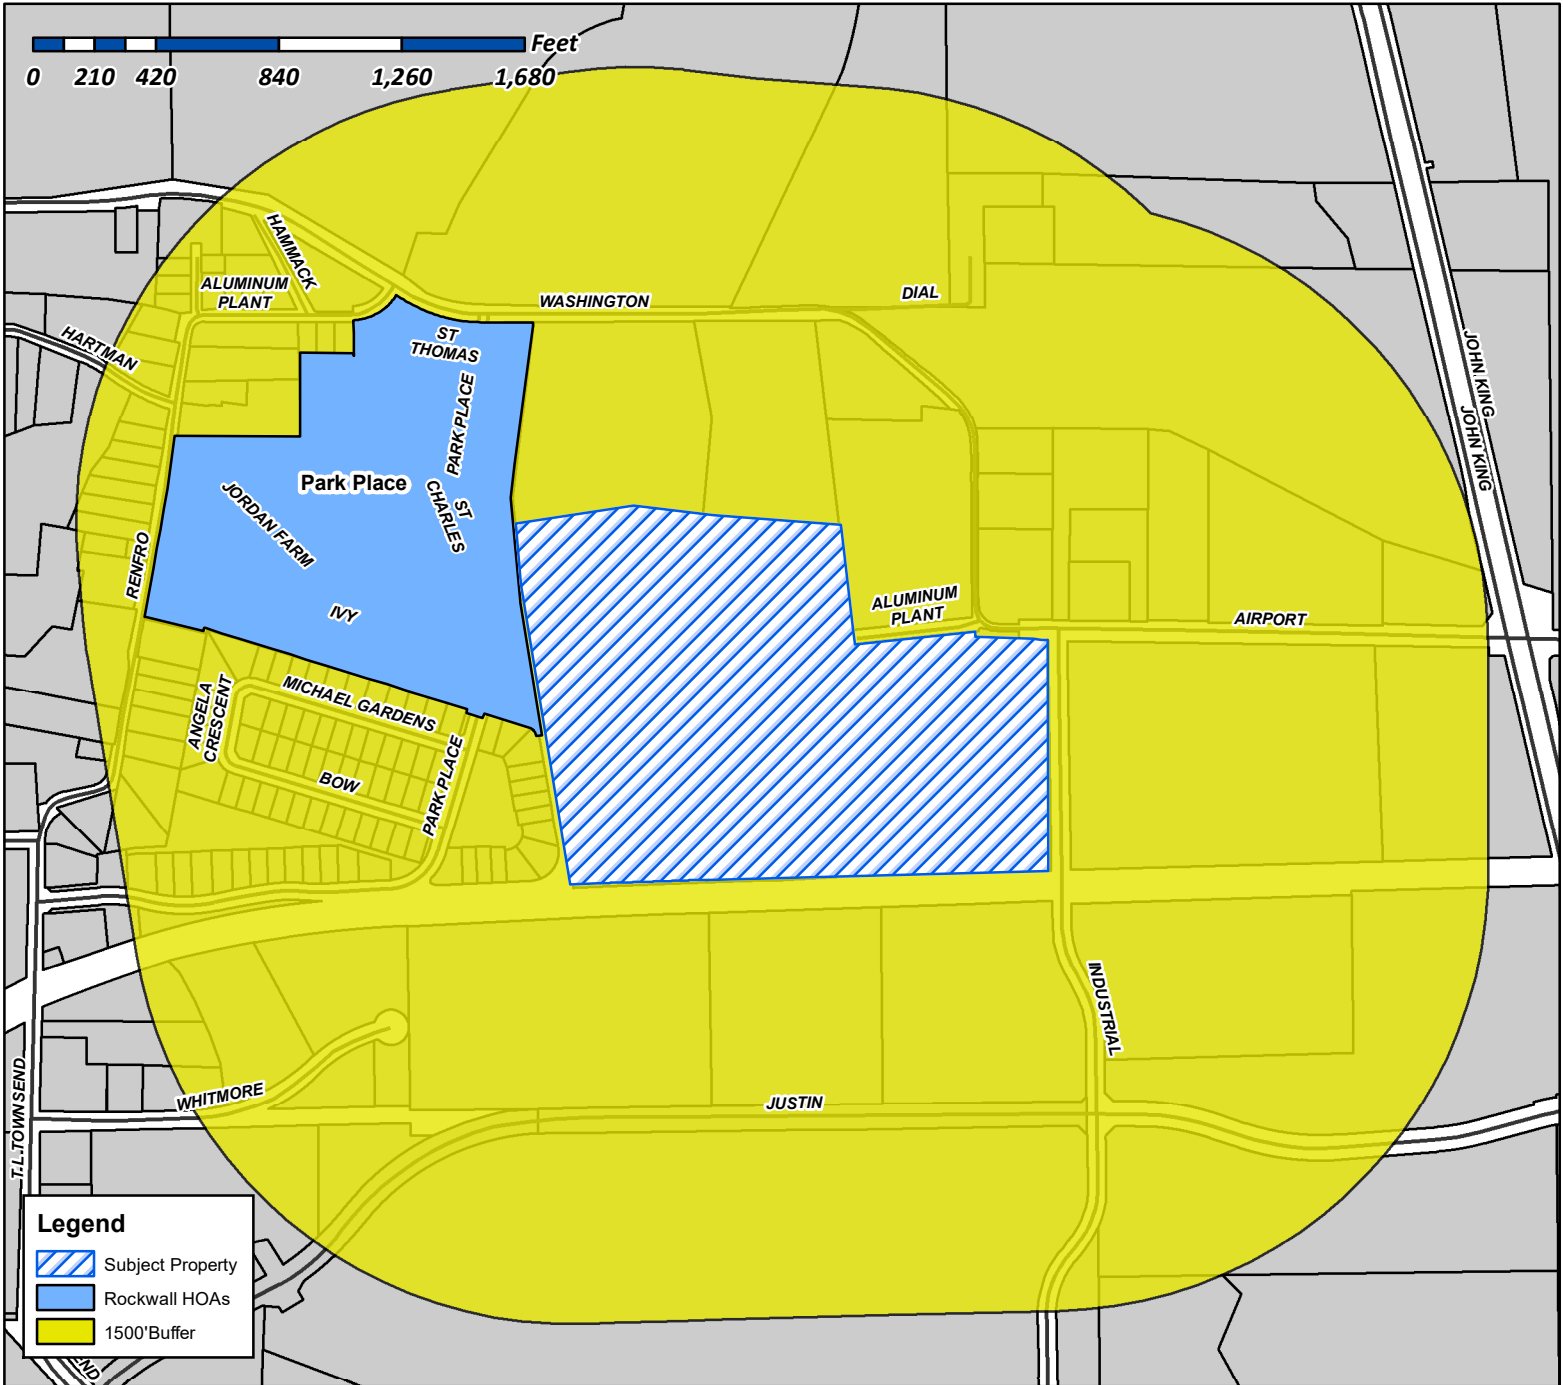 Feet
0 210 420 840 1,260 1,680
HAMMACK
ALUMINUM
PLANT
WASHINGTON
DIAL
HARTMAN
ST
THOMAS
PARK PLACE
JOHN KING
JOHN KING
Park Place
ST
CHARLES
JORDAN FARM
RENFRO
IVY
ALUMINUM
PLANT
AIRPORT
MICHAEL GARDENS
ANGELA
CRESCENT
BOW
PARK PLACE
INDUSTRIAL
WHITMORE
JUSTIN
T.L.TOWNSEND
Legend
Subject Property
Rockwall HOAs
1500'Buffer
END